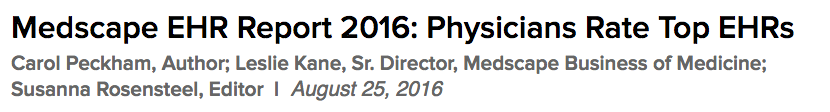 Medscape EHR Report 2016: Physicians Rate Top EHRs
Carol Peckham, Author; Leslie Kane, Sr. Director, Medscape Business of Medicine;
Susanna Rosensteel, Editor | August 25, 2016